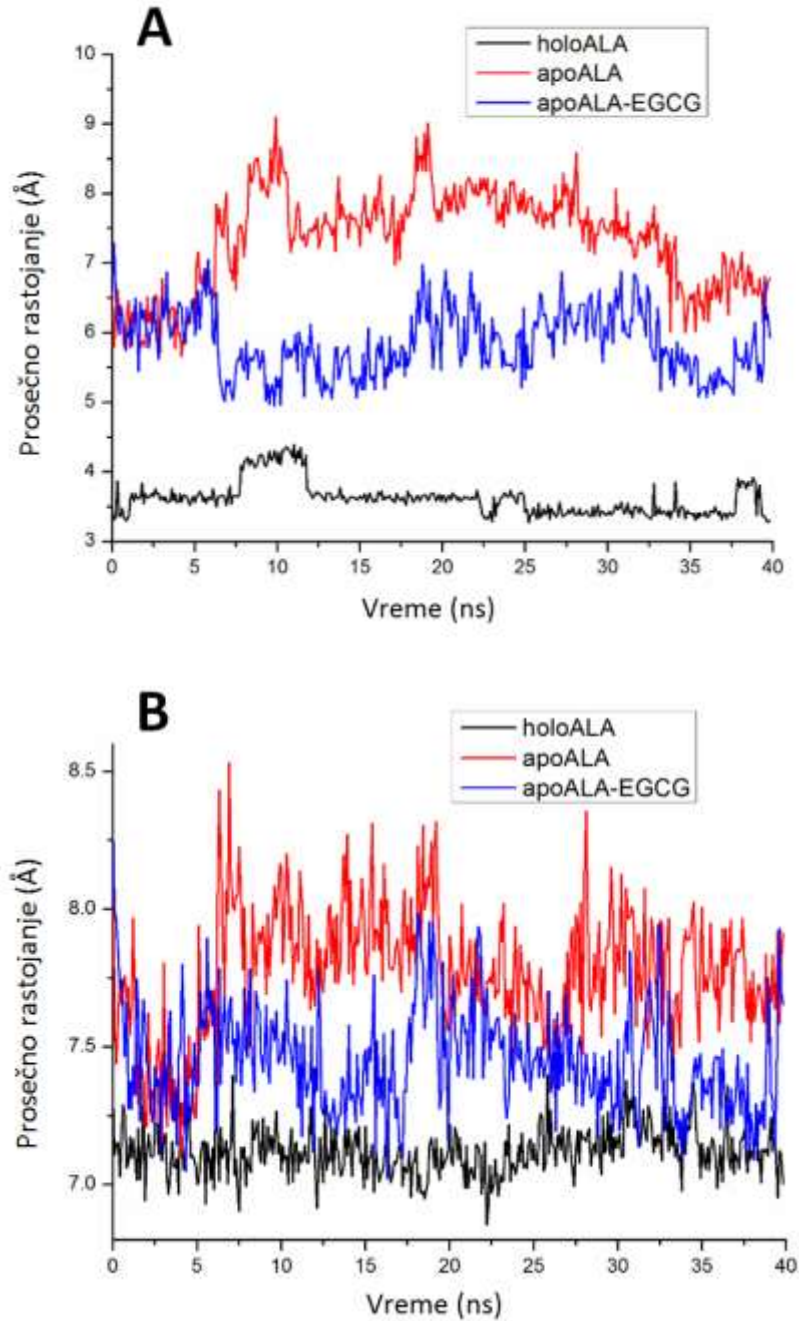 A
holoALA
apoALA
apoALA-EGCG
10
9
8
7
6
5
4
3
Prosečno rastojanje (Å)
0 5 10 15 20 25 30 35 40
Vreme (ns)
B
holoALA
apoALA
apoALA-EGCG
8.5
8.0
7.5
7.0
Prosečno rastojanje (Å)
0 5 10 15 20 25 30 35 40
Vreme (ns)